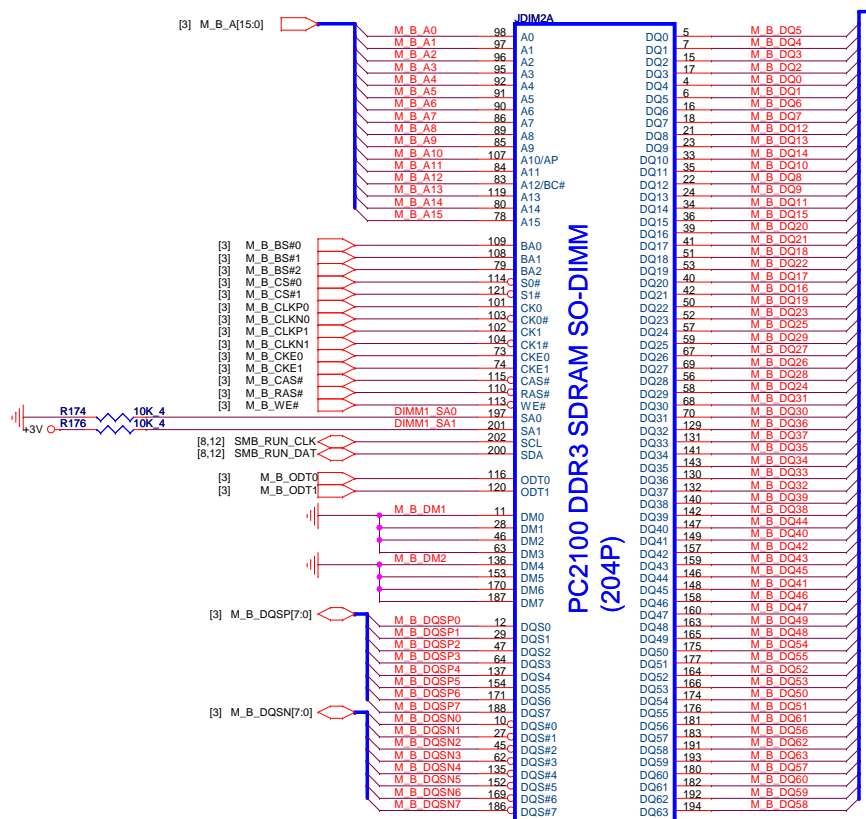 JDIM2A
[3] M_B_A[15:0]
M_B_A0 98 A0
M_B_A1 97 A1
M_B_A2 96 A2
M_B_A3 95 A3
M_B_A4 92 A4
M_B_A5 91 A5
M_B_A6 90 A6
M_B_A7 86 A7
M_B_A8 89 A8
M_B_A9 85 A9
M_B_A10 107 A10/AP
M_B_A11 84 A11
M_B_A12 83 A12/BC#
M_B_A13 119 A13
M_B_A14 80 A14
M_B_A15 78 A15
[3] M_B_BS#0 109 BA0
[3] M_B_BS#1 108 BA1
[3] M_B_BS#2 79 BA2
[3] M_B_CS#0 114 S0#
[3] M_B_CS#1 121 S1#
[3] M_B_CLKP0 101 CK0
[3] M_B_CLKN0 103 CK0#
[3] M_B_CLKP1 102 CK1
[3] M_B_CLKN1 104 CK1#
[3] M_B_CKE0 73 CKE0
[3] M_B_CKE1 74 CKE1
[3] M_B_CAS# 115 CAS#
[3] M_B_RAS# 110 RAS#
[3] M_B_WE# 113 WE#
R174 10K_4 DIMM1_SA0 197 SA0
+3V R176 10K_4 DIMM1_SA1 201 SA1
[8,12] SMB_RUN_CLK 202 SCL
[8,12] SMB_RUN_DAT 200 SDA
[3] M_B_ODT0 116 ODT0
[3] M_B_ODT1 120 ODT1
M_B_DM1 11 DM0
28 DM1
46 DM2
63 DM3
M_B_DM2 136 DM4
153 DM5
170 DM6
187 DM7
[3] M_B_DQSP[7:0]
M_B_DQSP0 12 DQS0
M_B_DQSP1 29 DQS1
M_B_DQSP2 47 DQS2
M_B_DQSP3 64 DQS3
M_B_DQSP4 137 DQS4
M_B_DQSP5 154 DQS5
M_B_DQSP6 171 DQS6
M_B_DQSP7 188 DQS7
[3] M_B_DQSN[7:0]
M_B_DQSN0 10 DQS#0
M_B_DQSN1 27 DQS#1
M_B_DQSN2 45 DQS#2
M_B_DQSN3 62 DQS#3
M_B_DQSN4 135 DQS#4
M_B_DQSN5 152 DQS#5
M_B_DQSN6 169 DQS#6
M_B_DQSN7 186 DQS#7
PC2100 DDR3 SDRAM SO-DIMM
(204P)
DQ0 5 M_B_DQ5
DQ1 7 M_B_DQ4
DQ2 15 M_B_DQ3
DQ3 17 M_B_DQ2
DQ4 4 M_B_DQ0
DQ5 6 M_B_DQ1
DQ6 16 M_B_DQ6
DQ7 18 M_B_DQ7
DQ8 21 M_B_DQ12
DQ9 23 M_B_DQ13
DQ10 33 M_B_DQ14
DQ11 35 M_B_DQ10
DQ12 22 M_B_DQ8
DQ13 24 M_B_DQ9
DQ14 34 M_B_DQ11
DQ15 36 M_B_DQ15
DQ16 39 M_B_DQ20
DQ17 41 M_B_DQ21
DQ18 51 M_B_DQ18
DQ19 53 M_B_DQ22
DQ20 40 M_B_DQ17
DQ21 42 M_B_DQ16
DQ22 50 M_B_DQ19
DQ23 52 M_B_DQ23
DQ24 57 M_B_DQ25
DQ25 59 M_B_DQ29
DQ26 67 M_B_DQ27
DQ27 69 M_B_DQ26
DQ28 56 M_B_DQ28
DQ29 58 M_B_DQ24
DQ30 68 M_B_DQ31
DQ31 70 M_B_DQ30
DQ32 129 M_B_DQ36
DQ33 131 M_B_DQ37
DQ34 141 M_B_DQ35
DQ35 143 M_B_DQ34
DQ36 130 M_B_DQ33
DQ37 132 M_B_DQ32
DQ38 140 M_B_DQ39
DQ39 142 M_B_DQ38
DQ40 147 M_B_DQ44
DQ41 149 M_B_DQ40
DQ42 157 M_B_DQ42
DQ43 159 M_B_DQ43
DQ44 146 M_B_DQ45
DQ45 148 M_B_DQ41
DQ46 158 M_B_DQ46
DQ47 160 M_B_DQ47
DQ48 163 M_B_DQ49
DQ49 165 M_B_DQ48
DQ50 175 M_B_DQ54
DQ51 177 M_B_DQ55
DQ52 164 M_B_DQ52
DQ53 166 M_B_DQ53
DQ54 174 M_B_DQ50
DQ55 176 M_B_DQ51
DQ56 181 M_B_DQ61
DQ57 183 M_B_DQ56
DQ58 191 M_B_DQ62
DQ59 193 M_B_DQ63
DQ60 180 M_B_DQ57
DQ61 182 M_B_DQ60
DQ62 192 M_B_DQ59
DQ63 194 M_B_DQ58